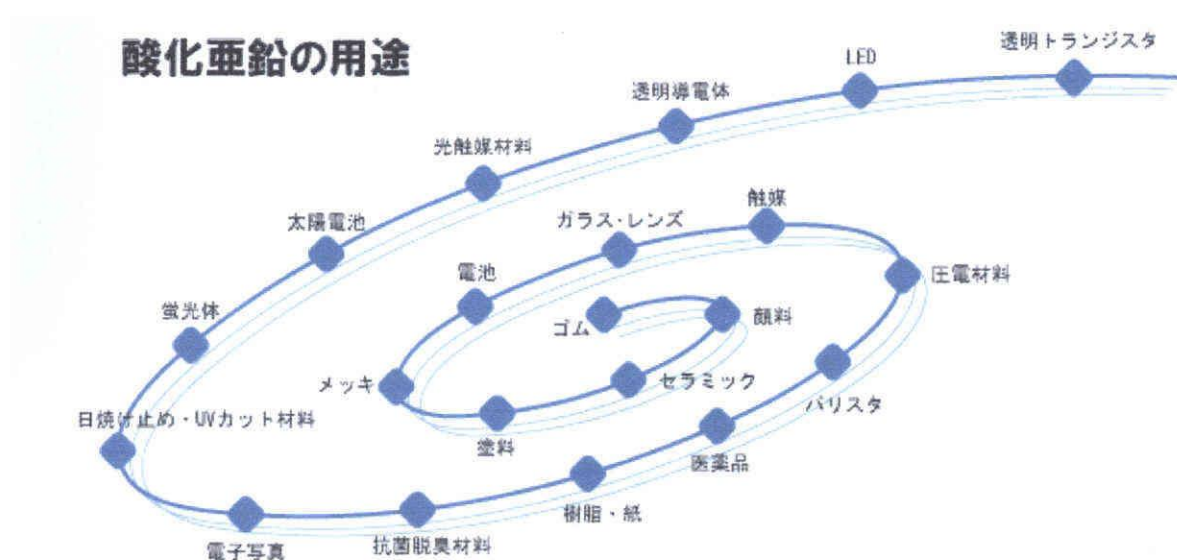 酸化亜鉛の用途
透明トランジスタ
LED
透明導電体
光触媒材料
太陽電池
蛍光体
日焼け止め・UVカット材料
電子写真
抗菌脱臭材料
樹脂・紙
医薬品
バリスタ
圧電材料
触媒
ガラス・レンズ
電池
メッキ
塗料
セラミック
顔料
ゴム